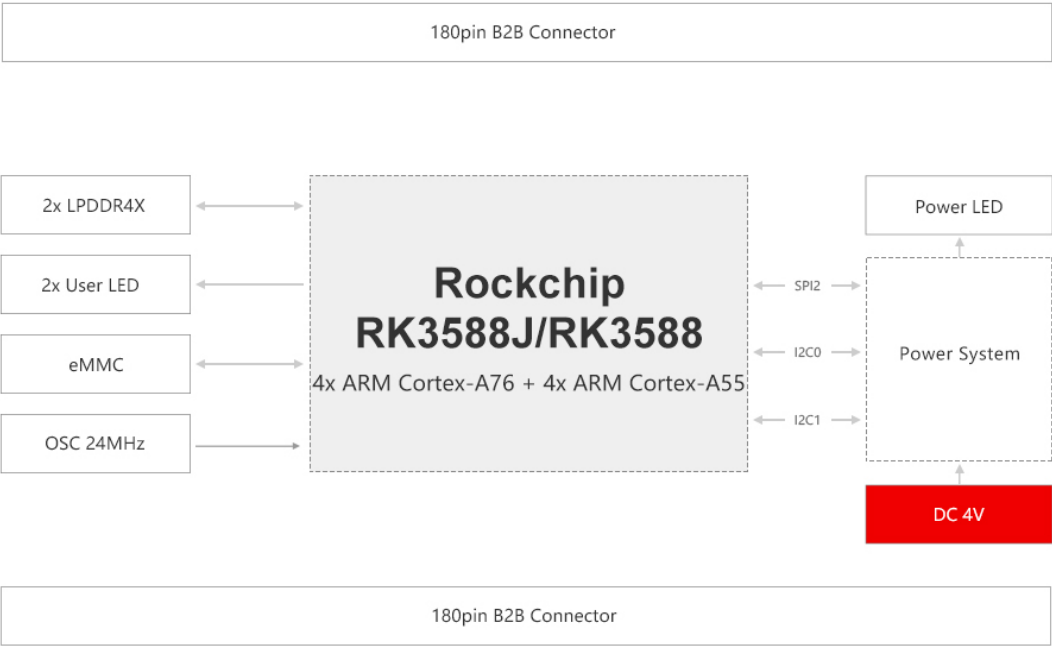 180pin B2B Connector
2x LPDDR4X
2x User LED
eMMC
OSC 24MHz
Rockchip
RK3588J/RK3588
4x ARM Cortex-A76 + 4x ARM Cortex-A55
SPI2
I2C0
I2C1
Power LED
Power System
DC 4V
180pin B2B Connector